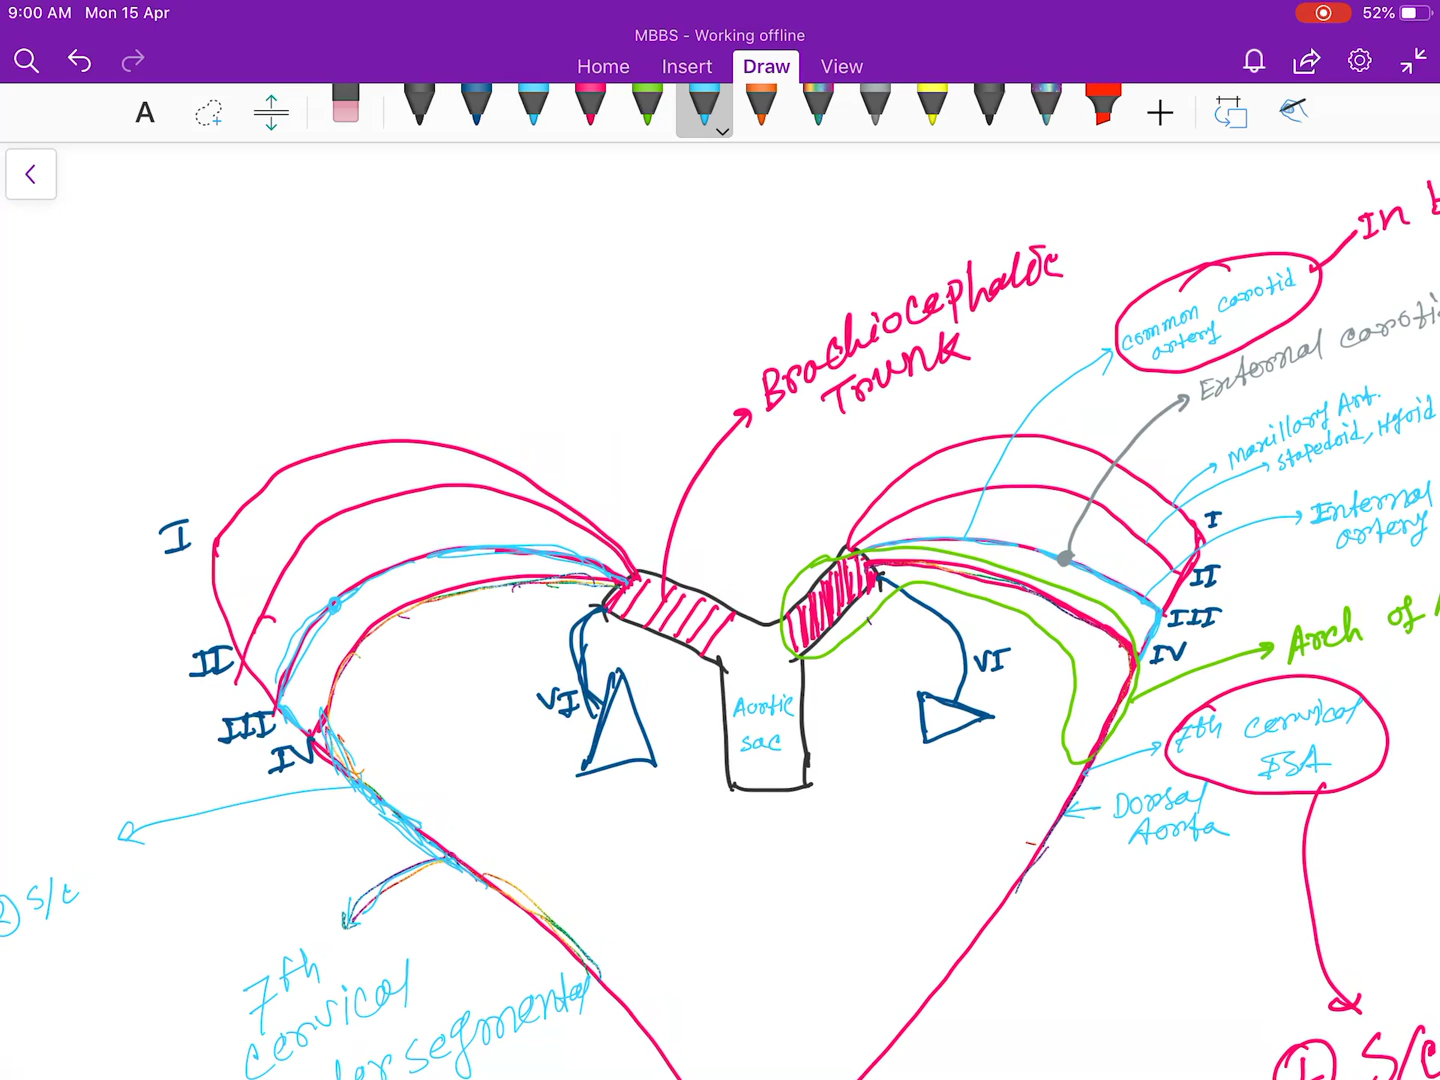 9:00 AM Mon 15 Apr
52%
MBBS - Working offline
Home Insert Draw View
A
In
Brachiocephalic
Trunk
common carotid
artery
External caroti
Maxillary Art.
stapedoid, Hyoid
Internal
artery
I
II
III
IV
VI
I
II
III
IV
VI
Aortic
sac
Arch of
7th cervical
ISA
Dorsal
Aorta
S/c
7th
cervical
segmental
S/c